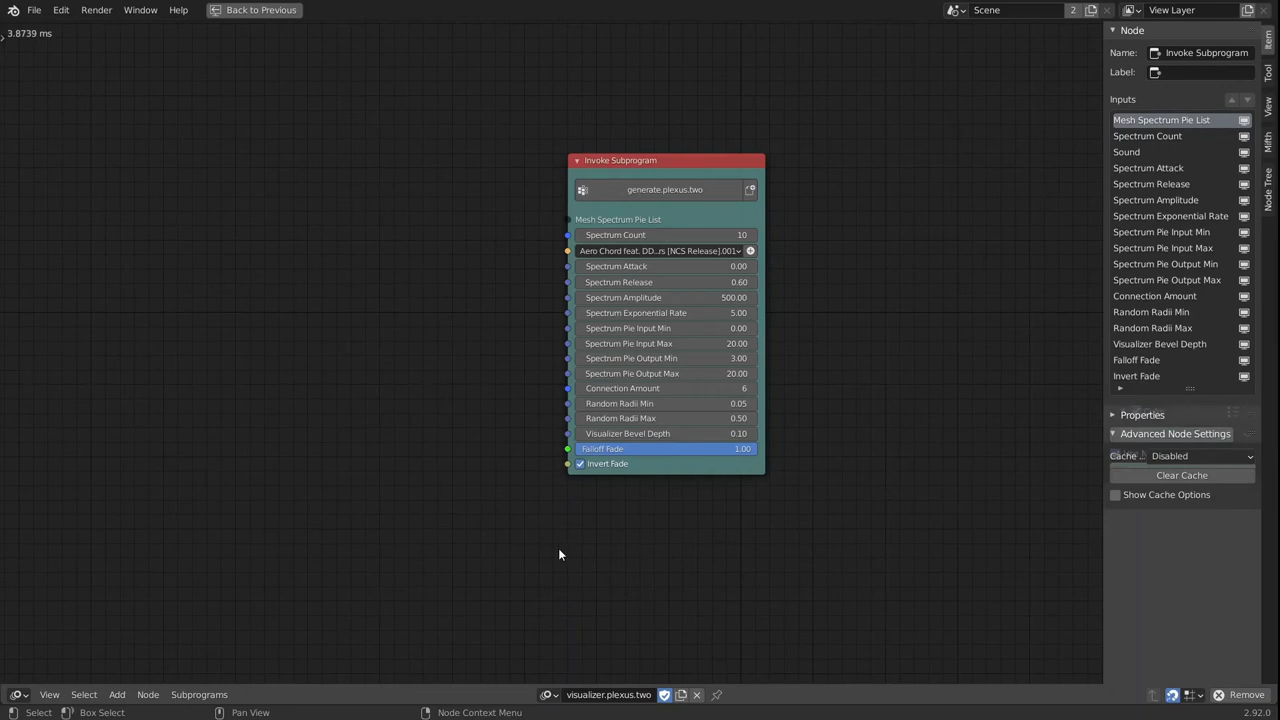 File Edit Render Window Help Back to Previous Scene 2 View Layer
3.8739 ms
Node
Name: Invoke Subprogram
Label:
Inputs
Mesh Spectrum Pie List
Spectrum Count
Sound
Spectrum Attack
Spectrum Release
Spectrum Amplitude
Spectrum Exponential Rate
Spectrum Pie Input Min
Spectrum Pie Input Max
Spectrum Pie Output Min
Spectrum Pie Output Max
Connection Amount
Random Radii Min
Random Radii Max
Visualizer Bevel Depth
Falloff Fade
Invert Fade
Properties
Advanced Node Settings
Cache .. Disabled
Clear Cache
Show Cache Options
Item
Tool
View
Mifth
Node Tree
Invoke Subprogram
generate.plexus.two
Mesh Spectrum Pie List
Spectrum Count 10
Aero Chord feat. DD...rs [NCS Release].001
Spectrum Attack 0.00
Spectrum Release 0.60
Spectrum Amplitude 500.00
Spectrum Exponential Rate 5.00
Spectrum Pie Input Min 0.00
Spectrum Pie Input Max 20.00
Spectrum Pie Output Min 3.00
Spectrum Pie Output Max 20.00
Connection Amount 6
Random Radii Min 0.05
Random Radii Max 0.50
Visualizer Bevel Depth 0.10
Falloff Fade 1.00
Invert Fade
View Select Add Node Subprograms visualizer.plexus.two Remove
Select Box Select Pan View Node Context Menu 2.92.0